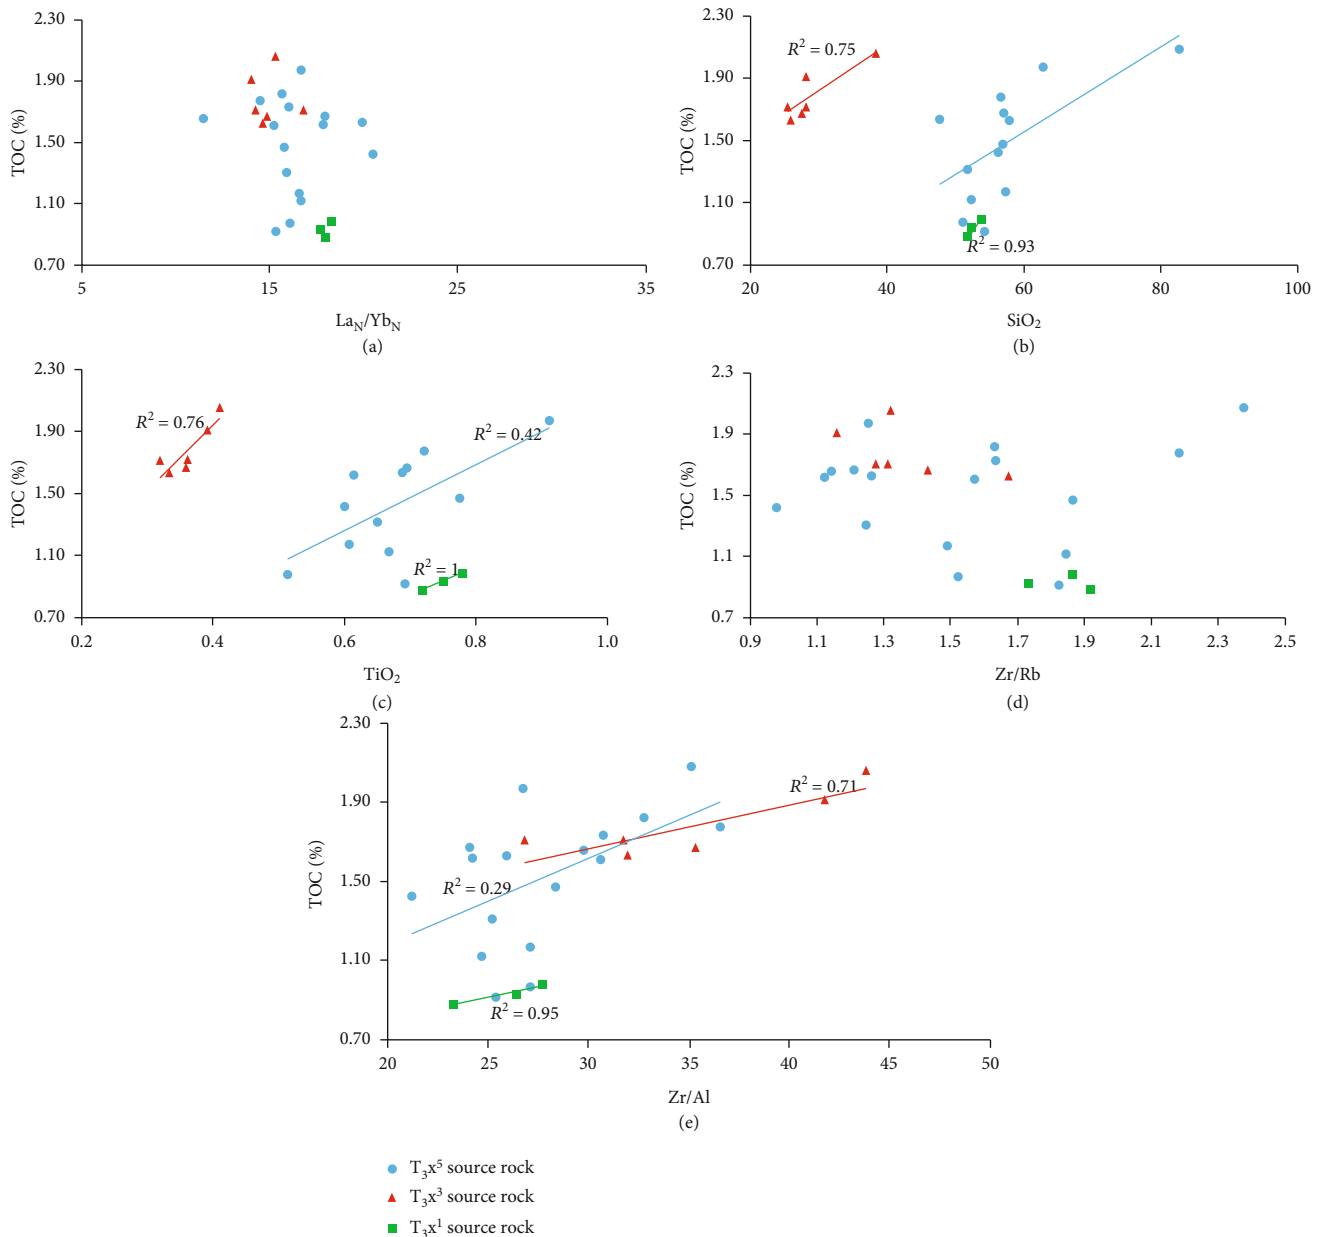 2.30
1.90
1.50
1.10
0.70
TOC (%)
5 15 25 35
La_N/Yb_N
(a)
2.30
1.90
1.50
1.10
0.70
TOC (%)
R² = 0.75
R² = 0.93
20 40 60 80 100
SiO₂
(b)
2.30
1.90
1.50
1.10
0.70
TOC (%)
R² = 0.76
R² = 0.42
R² = 1
0.2 0.4 0.6 0.8 1.0
TiO₂
(c)
2.3
1.9
1.5
1.1
0.7
TOC (%)
0.9 1.1 1.3 1.5 1.7 1.9 2.1 2.3 2.5
Zr/Rb
(d)
2.30
1.90
1.50
1.10
0.70
TOC (%)
R² = 0.71
R² = 0.29
R² = 0.95
20 25 30 35 40 45 50
Zr/Al
(e)
T₃x⁵ source rock
T₃x³ source rock
T₃x¹ source rock